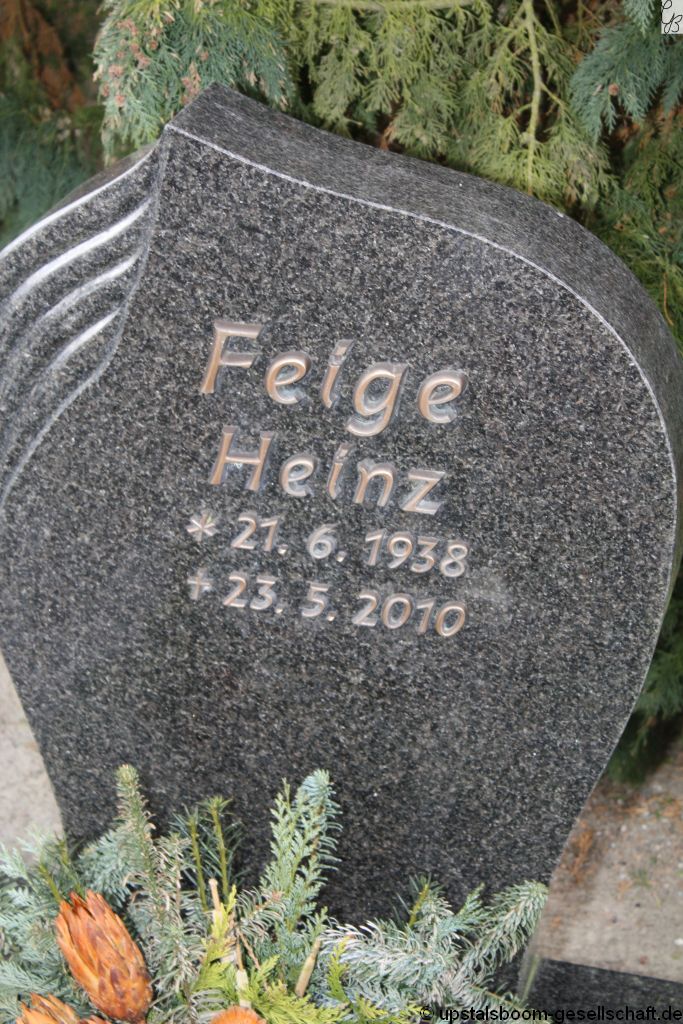 Feige
Heinz
* 21. 6. 1938
† 23. 5. 2010
© upstalsboom-gesellschaft.de